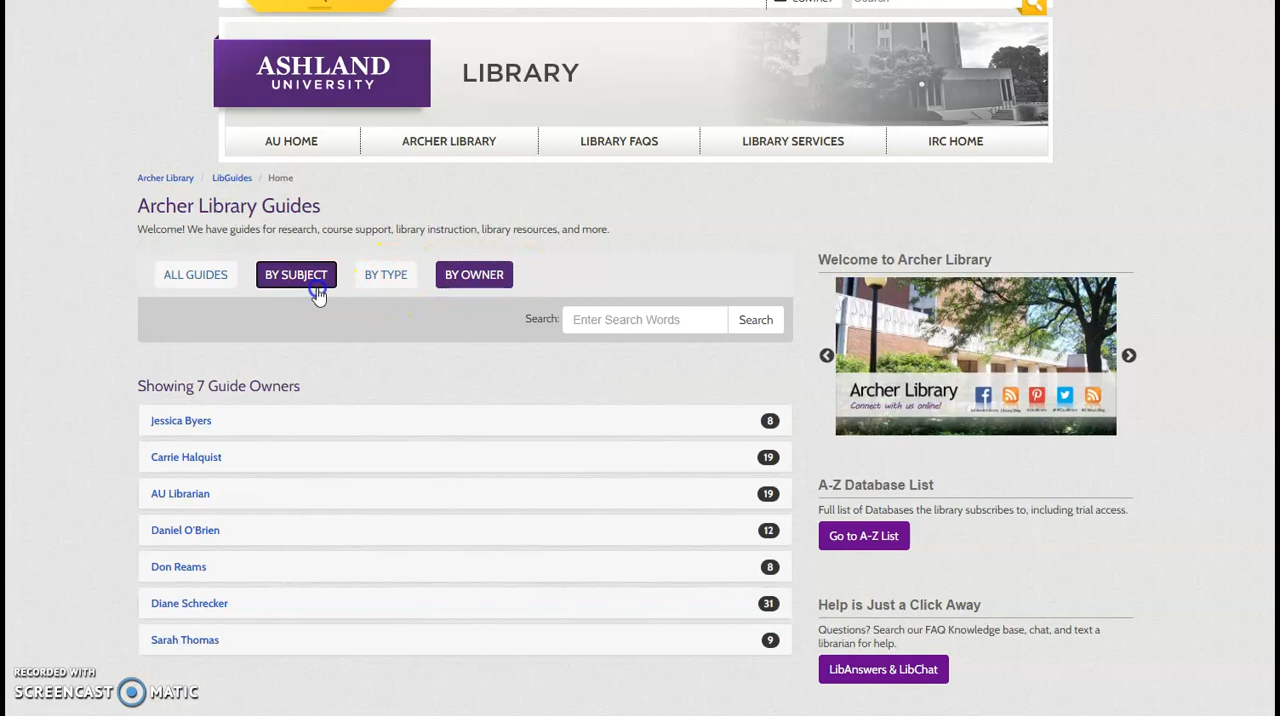 CONTACT
Search
ASHLAND
UNIVERSITY
LIBRARY
AU HOME
ARCHER LIBRARY
LIBRARY FAQS
LIBRARY SERVICES
IRC HOME
Archer Library / LibGuides / Home
Archer Library Guides
Welcome! We have guides for research, course support, library instruction, library resources, and more.
ALL GUIDES
BY SUBJECT
BY TYPE
BY OWNER
Search: Enter Search Words Search
Showing 7 Guide Owners
Jessica Byers 8
Carrie Halquist 19
AU Librarian 19
Daniel O'Brien 12
Don Reams 8
Diane Schrecker 31
Sarah Thomas 9
Welcome to Archer Library
Archer Library
Connect with us online!
A-Z Database List
Full list of Databases the library subscribes to, including trial access.
Go to A-Z List
Help is Just a Click Away
Questions? Search our FAQ Knowledge base, chat, and text a
librarian for help.
LibAnswers & LibChat
RECORDED WITH
SCREENCAST MATIC